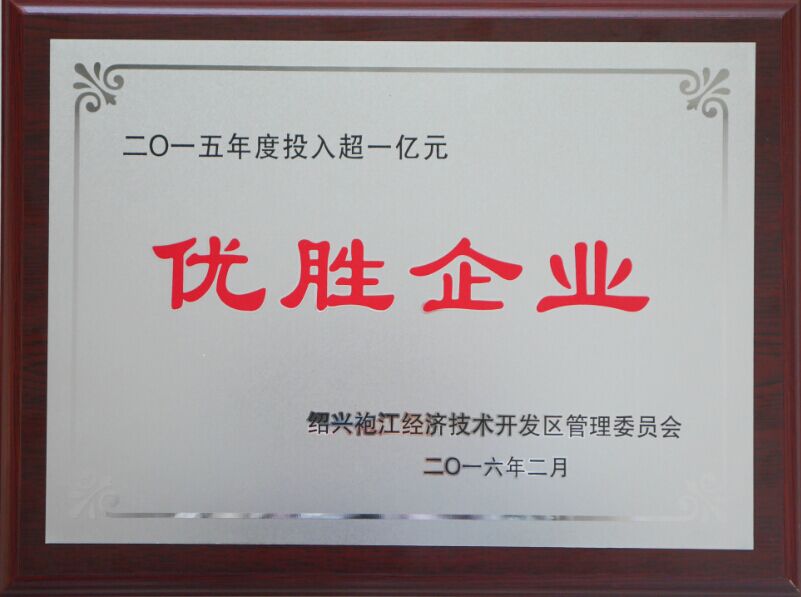 二〇一五年度投入超一亿元
优胜企业
绍兴袍江经济技术开发区管理委员会
二〇一六年二月